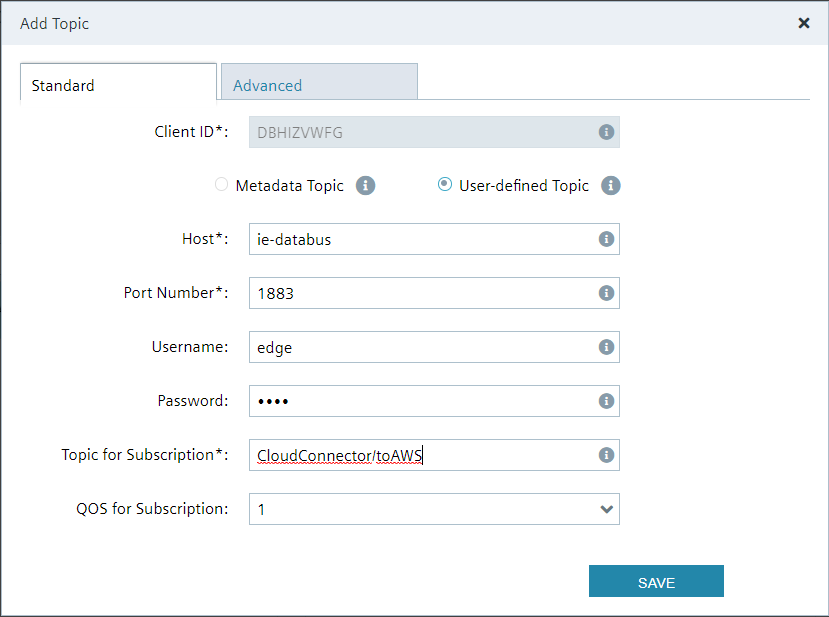 Add Topic
Standard
Advanced
Client ID*:
DBHIZVWFG
Metadata Topic
User-defined Topic
Host*:
ie-databus
Port Number*:
1883
Username:
edge
Password:
••••
Topic for Subscription*:
CloudConnector/toAWS
QOS for Subscription:
1
SAVE